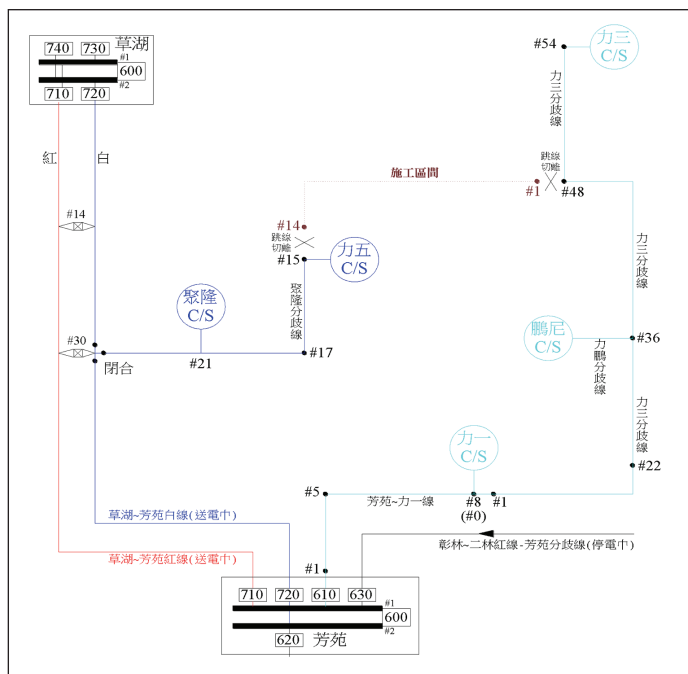 草湖
740
730
#1
600
#2
710
720
紅
白
#14
#30
閉合
聚隆
C/S
#21
#17
聚隆分歧線
#15
力五
C/S
跳線
切離
#14
施工區間
#1
跳線
切離
#48
力三分歧線
#54
力三
C/S
力三分歧線
#36
鵬尼
C/S
力鵬分歧線
力三分歧線
#22
力一
C/S
#5
芳苑~力一線
#8
(#0)
#1
草湖~芳苑白線(送電中)
草湖~芳苑紅線(送電中)
彰林~二林紅線-芳苑分歧線(停電中)
#1
710
720
610
630
#1
600
#2
620
芳苑